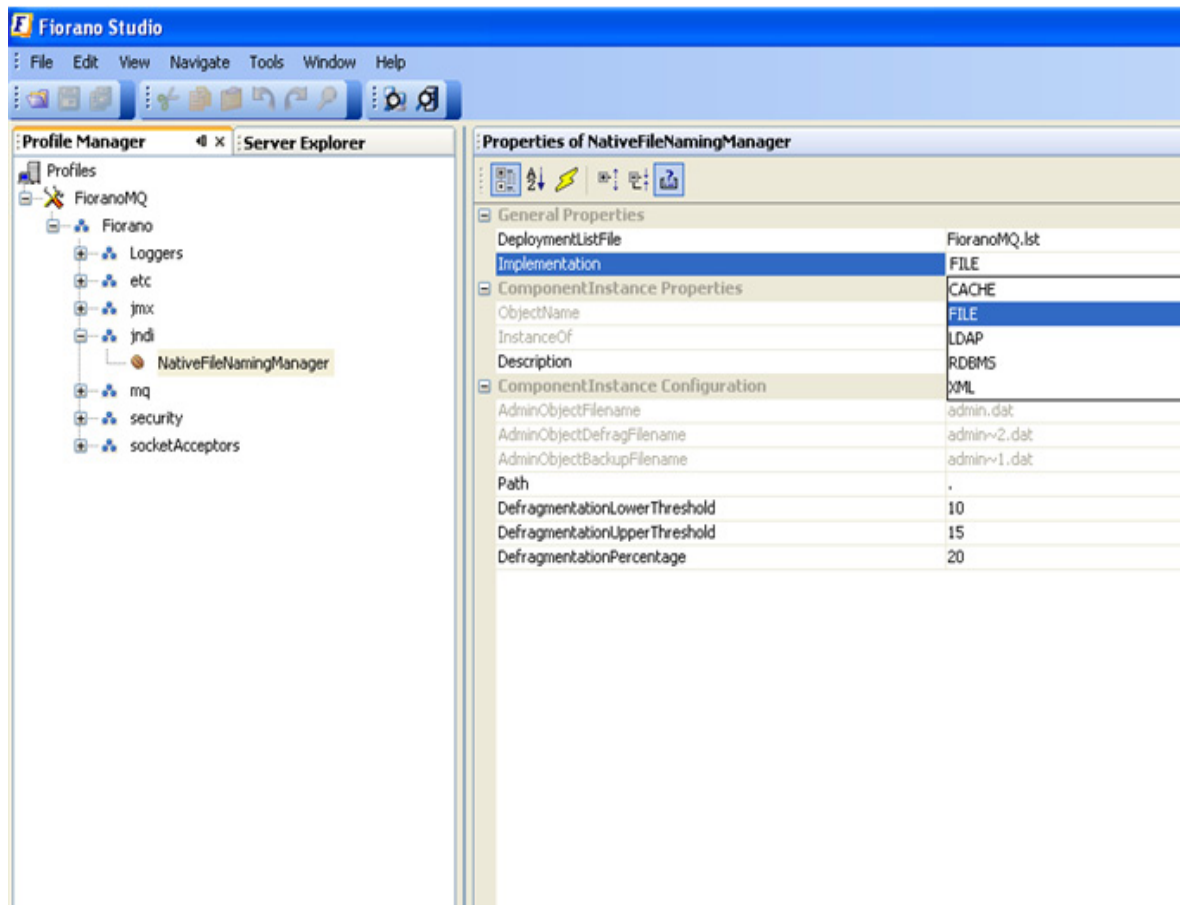 Fiorano Studio
File Edit View Navigate Tools Window Help
Profile Manager
Server Explorer
Profiles
FioranoMQ
Fiorano
Loggers
etc
jmx
jndi
NativeFileNamingManager
mq
security
socketAcceptors
Properties of NativeFileNamingManager
General Properties
DeploymentListFile FioranoMQ.lst
Implementation FILE
CACHE
FILE
LDAP
RDBMS
XML
ComponentInstance Properties
ObjectName
InstanceOf
Description
ComponentInstance Configuration
AdminObjectFilename admin.dat
AdminObjectDefragFilename admin~2.dat
AdminObjectBackupFilename admin~1.dat
Path .
DefragmentationLowerThreshold 10
DefragmentationUpperThreshold 15
DefragmentationPercentage 20